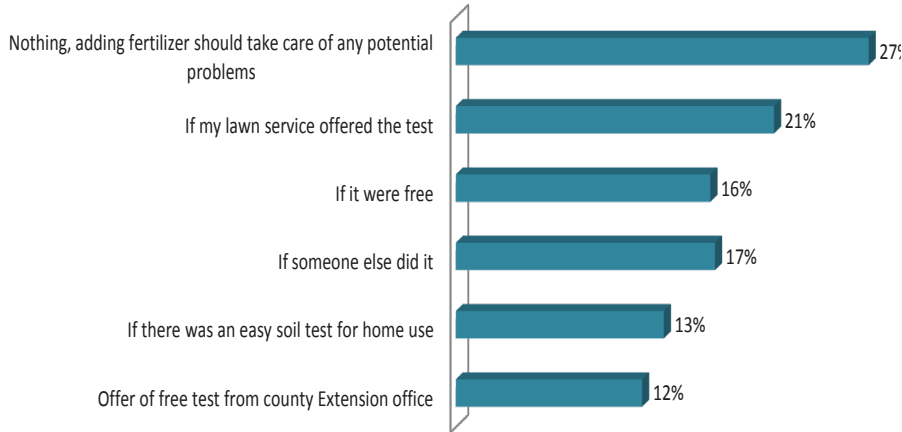 Nothing, adding fertilizer should take care of any potential
problems
27%
If my lawn service offered the test
21%
If it were free
16%
If someone else did it
17%
If there was an easy soil test for home use
13%
Offer of free test from county Extension office
12%